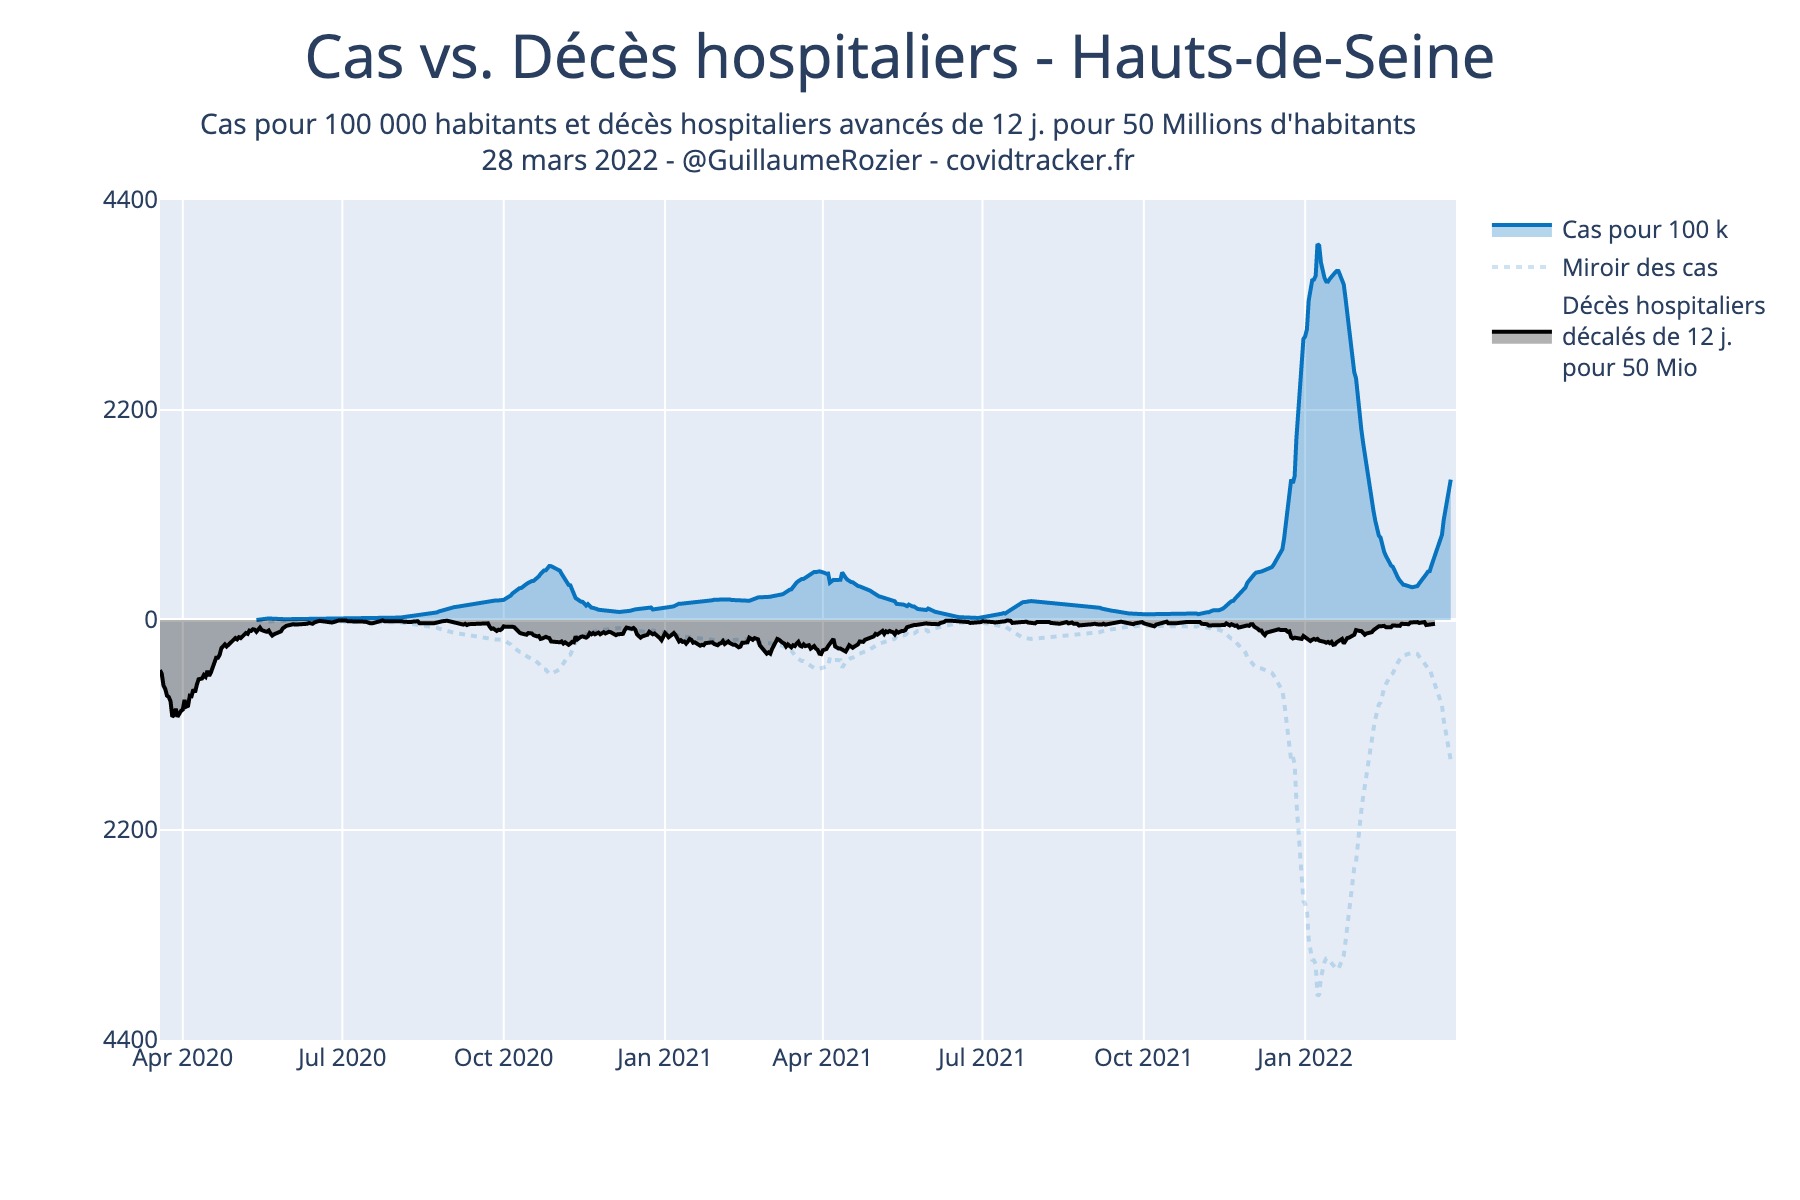 Cas vs. Décès hospitaliers - Hauts-de-Seine
Cas pour 100 000 habitants et décès hospitaliers avancés de 12 j. pour 50 Millions d'habitants
28 mars 2022 - @GuillaumeRozier - covidtracker.fr
4400
2200
0
2200
4400
Apr 2020
Jul 2020
Oct 2020
Jan 2021
Apr 2021
Jul 2021
Oct 2021
Jan 2022
Cas pour 100 k
Miroir des cas
Décès hospitaliers
décalés de 12 j.
pour 50 Mio